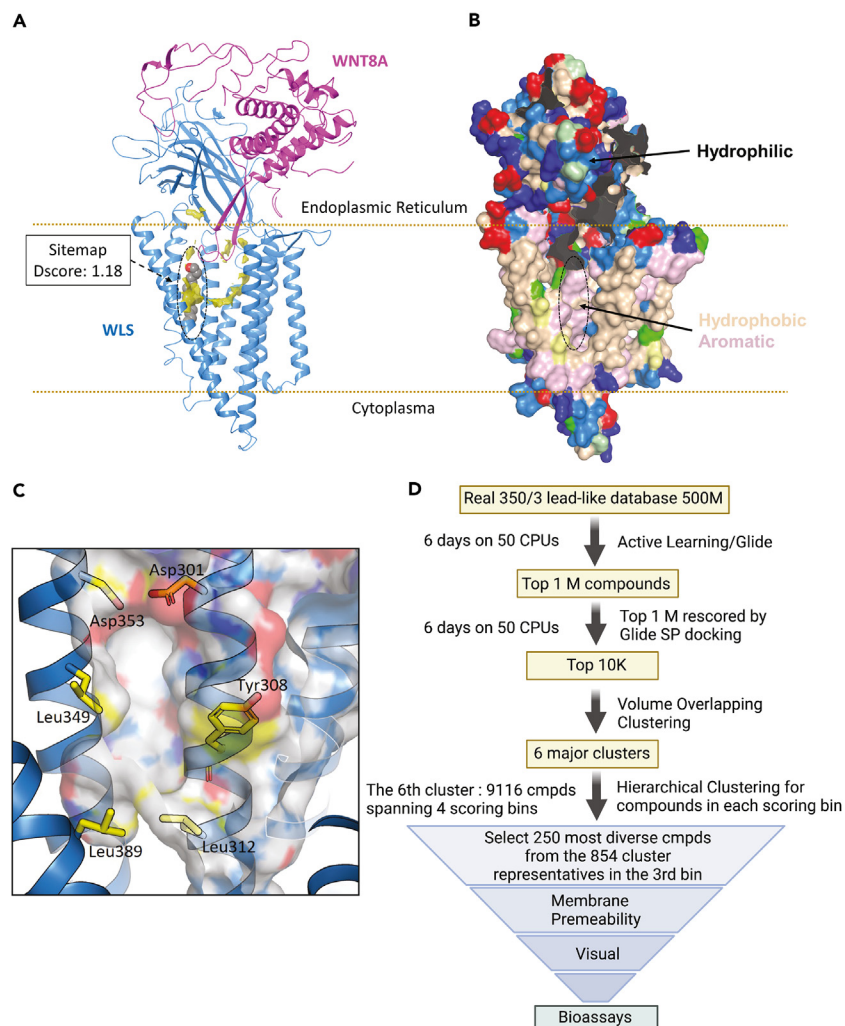 A
WNT8A
Endoplasmic Reticulum
Sitemap
Dscore: 1.18
WLS
Cytoplasma
B
Hydrophilic
Hydrophobic
Aromatic
C
Asp301
Asp353
Tyr308
Leu349
Leu389
Leu312
D
Real 350/3 lead-like database 500M
6 days on 50 CPUs
Active Learning/Glide
Top 1 M compounds
6 days on 50 CPUs
Top 1 M rescored by
Glide SP docking
Top 10K
Volume Overlapping
Clustering
6 major clusters
The 6th cluster : 9116 cmpds
spanning 4 scoring bins
Hierarchical Clustering for
compounds in each scoring bin
Select 250 most diverse cmpds
from the 854 cluster
representatives in the 3rd bin
Membrane
Premeability
Visual
Bioassays